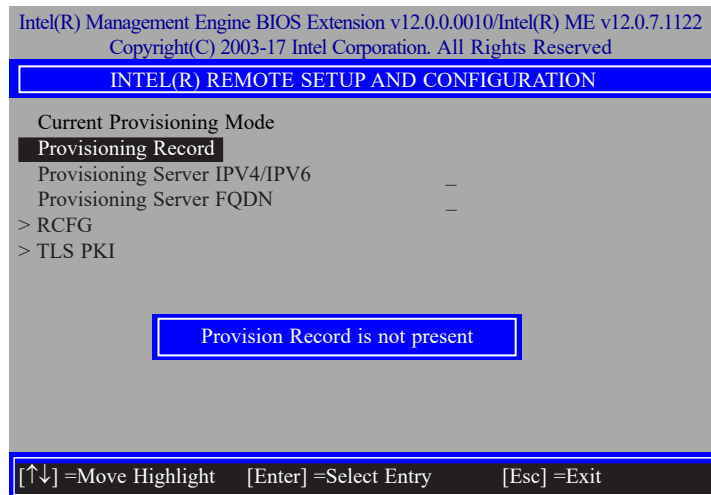 Intel(R) Management Engine BIOS Extension v12.0.0.0010/Intel(R) ME v12.0.7.1122
Copyright(C) 2003-17 Intel Corporation. All Rights Reserved
INTEL(R) REMOTE SETUP AND CONFIGURATION
Current Provisioning Mode
Provisioning Record
Provisioning Server IPV4/IPV6 _
Provisioning Server FQDN _
> RCFG
> TLS PKI
Provision Record is not present
[↑↓] =Move Highlight [Enter] =Select Entry [Esc] =Exit